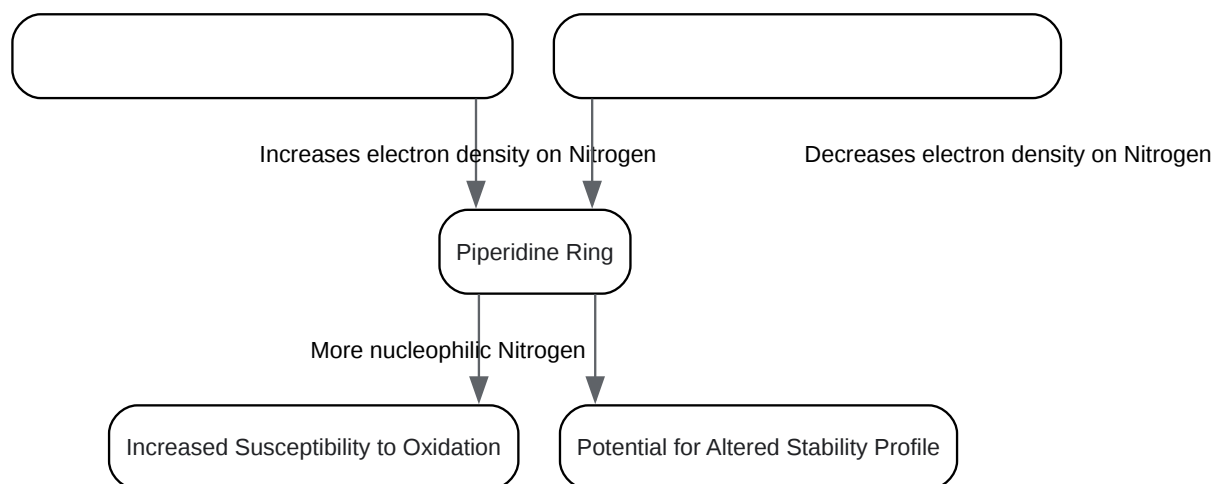 Increases electron density on Nitrogen
Decreases electron density on Nitrogen
Piperidine Ring
More nucleophilic Nitrogen
Increased Susceptibility to Oxidation
Potential for Altered Stability Profile